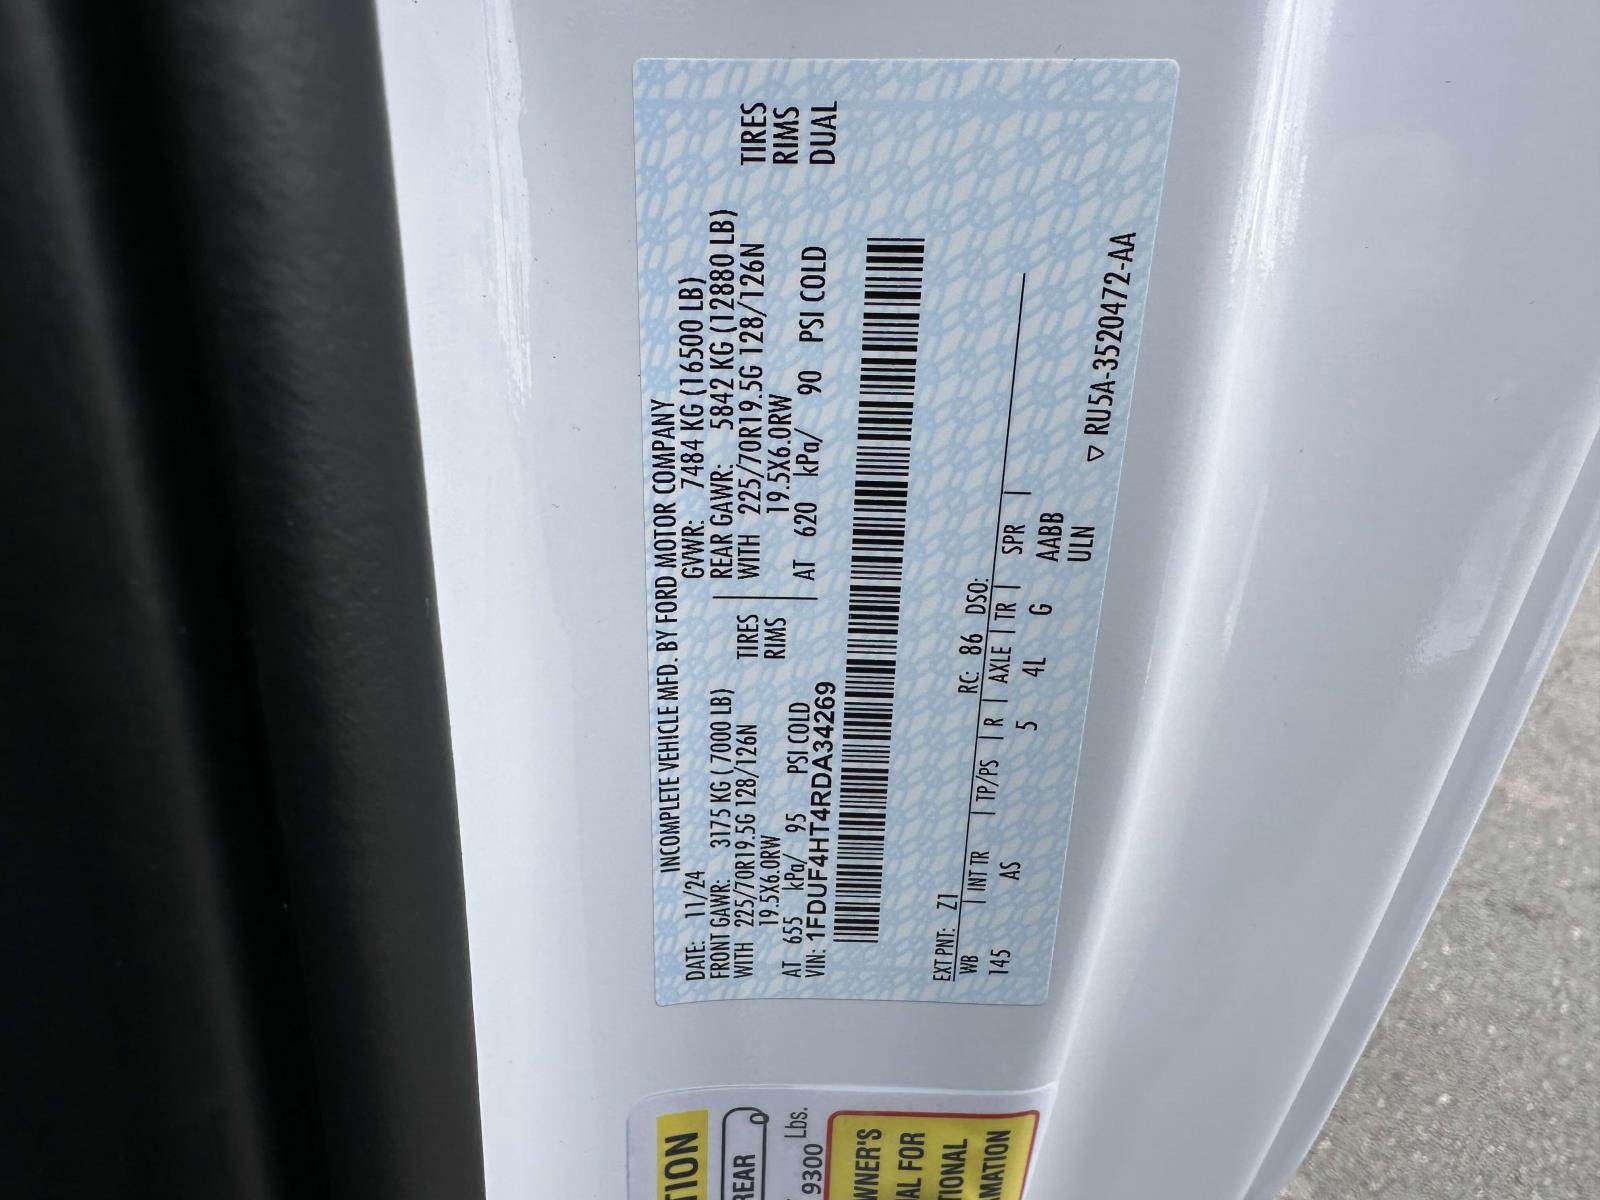 INCOMPLETE VEHICLE MFD. BY FORD MOTOR COMPANY
DATE: 11/24 GVWR: 7484 KG (16500 LB)
FRONT GAWR: 3175 KG (7000 LB) REAR GAWR: 5842 KG (12880 LB)
WITH 225/70R19.5G 128/126N TIRES WITH 225/70R19.5G 128/126N TIRES
19.5X6.0RW RIMS 19.5X6.0RW RIMS
AT 655 kPa/ 95 PSI COLD AT 620 kPa/ 90 PSI COLD DUAL
VIN: 1FDUF4HT4RDA34269
EXT PNT: Z1 RC: 86 DSO:
WB | INT TR | TP/PS | R | AXLE | TR | SPR |
145 AS 5 4L G AABB
ULN
▽ RU5A-3520472-AA
TION
REAR
9300 Lbs.
WNER'S
AL FOR
TIONAL
MATION